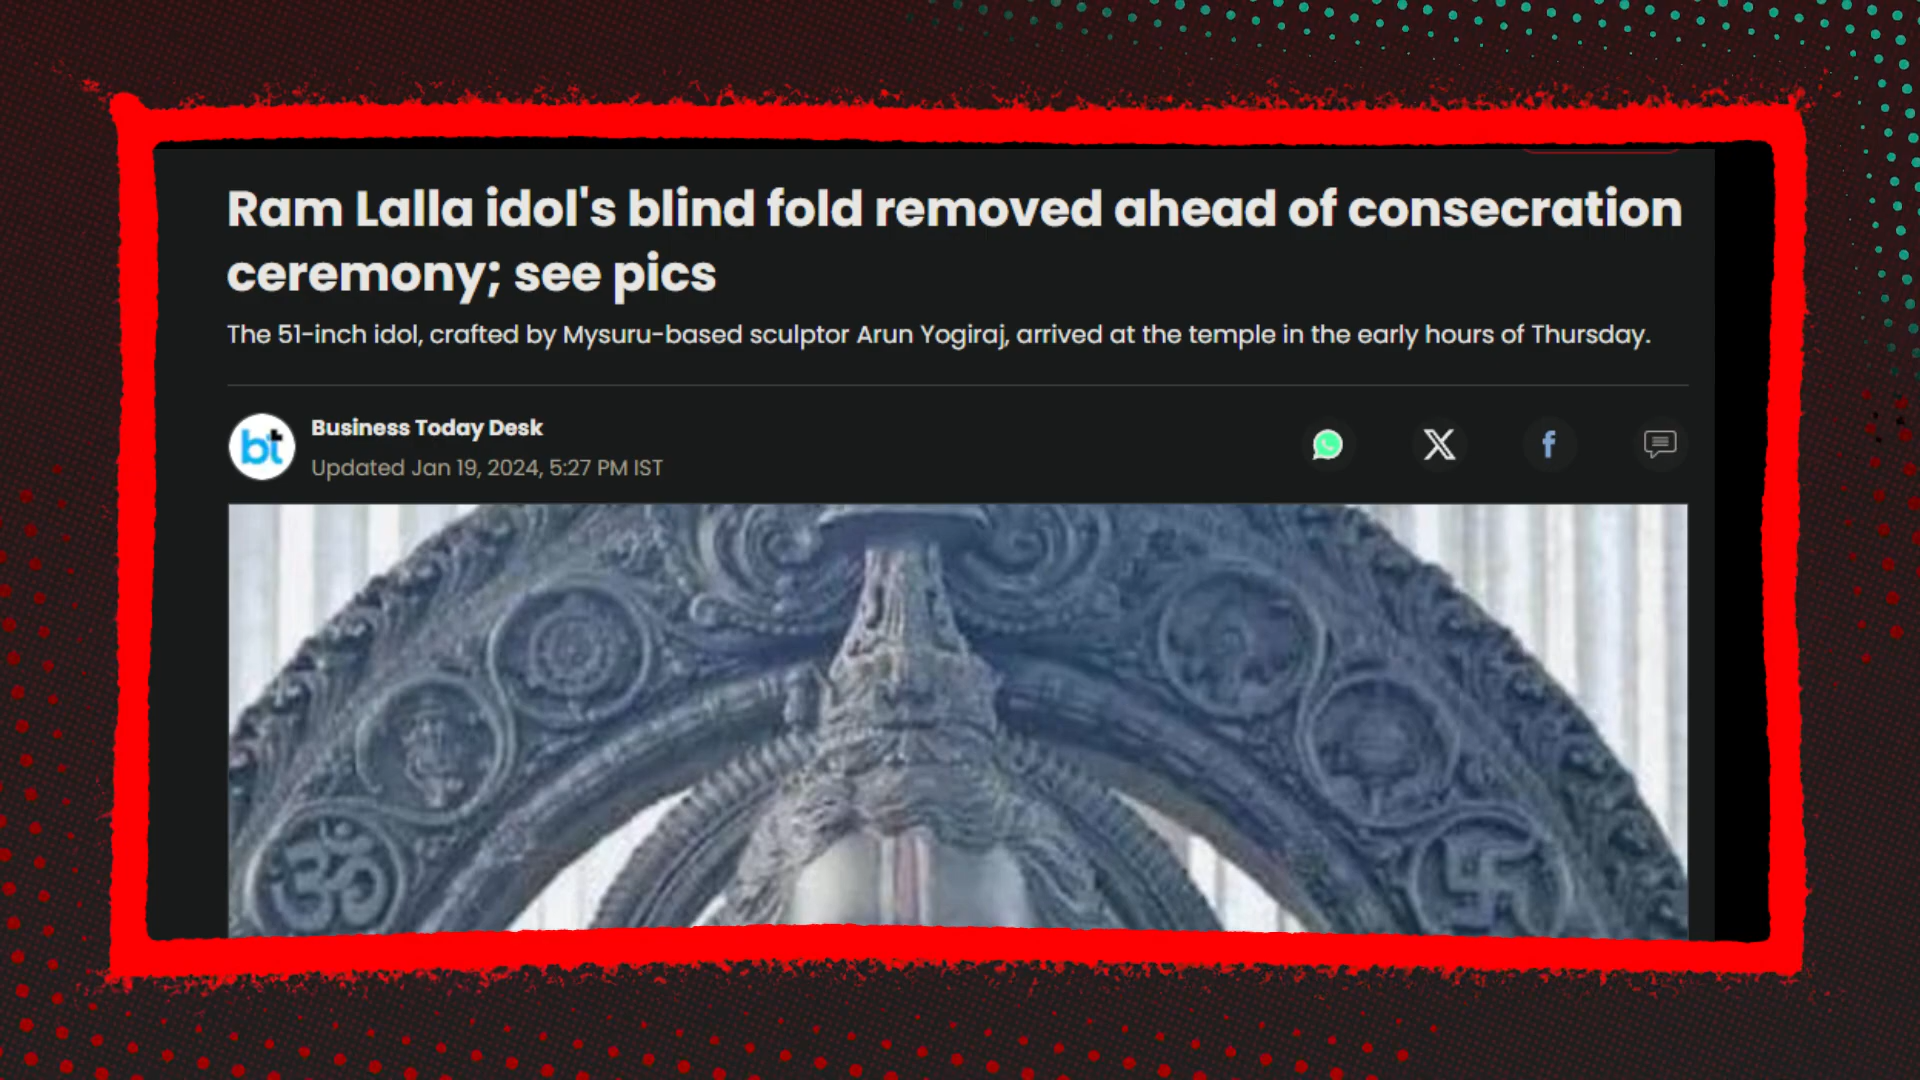 Ram Lalla idol's blind fold removed ahead of consecration
ceremony; see pics
The 51-inch idol, crafted by Mysuru-based sculptor Arun Yogiraj, arrived at the temple in the early hours of Thursday.
bt
Business Today Desk
Updated Jan 19, 2024, 5:27 PM IST
ॐ